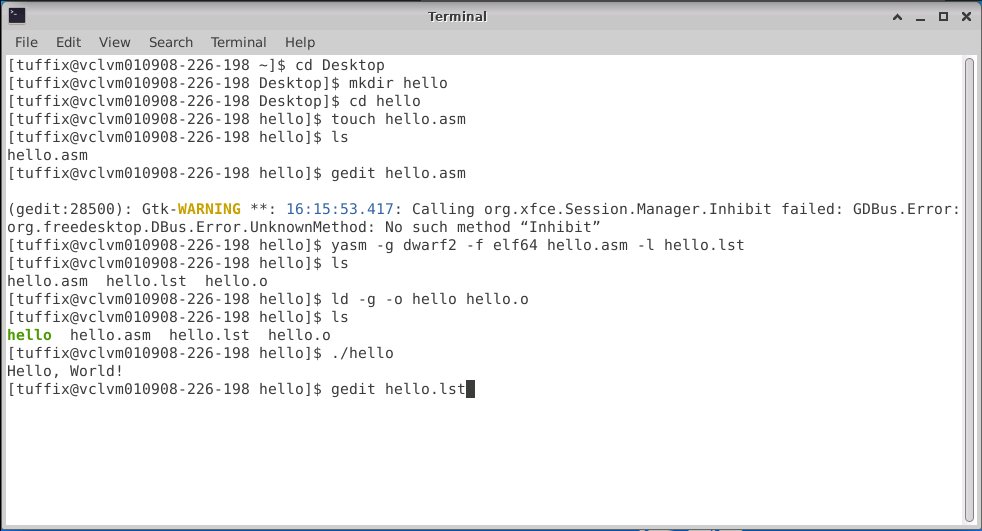 Terminal
File Edit View Search Terminal Help
[tuffix@vclvm010908-226-198 ~]$ cd Desktop
[tuffix@vclvm010908-226-198 Desktop]$ mkdir hello
[tuffix@vclvm010908-226-198 Desktop]$ cd hello
[tuffix@vclvm010908-226-198 hello]$ touch hello.asm
[tuffix@vclvm010908-226-198 hello]$ ls
hello.asm
[tuffix@vclvm010908-226-198 hello]$ gedit hello.asm
(gedit:28500): Gtk-WARNING **: 16:15:53.417: Calling org.xfce.Session.Manager.Inhibit failed: GDBus.Error:
org.freedesktop.DBus.Error.UnknownMethod: No such method “Inhibit”
[tuffix@vclvm010908-226-198 hello]$ yasm -g dwarf2 -f elf64 hello.asm -l hello.lst
[tuffix@vclvm010908-226-198 hello]$ ls
hello.asm  hello.lst  hello.o
[tuffix@vclvm010908-226-198 hello]$ ld -g -o hello hello.o
[tuffix@vclvm010908-226-198 hello]$ ls
hello  hello.asm  hello.lst  hello.o
[tuffix@vclvm010908-226-198 hello]$ ./hello
Hello, World!
[tuffix@vclvm010908-226-198 hello]$ gedit hello.lst